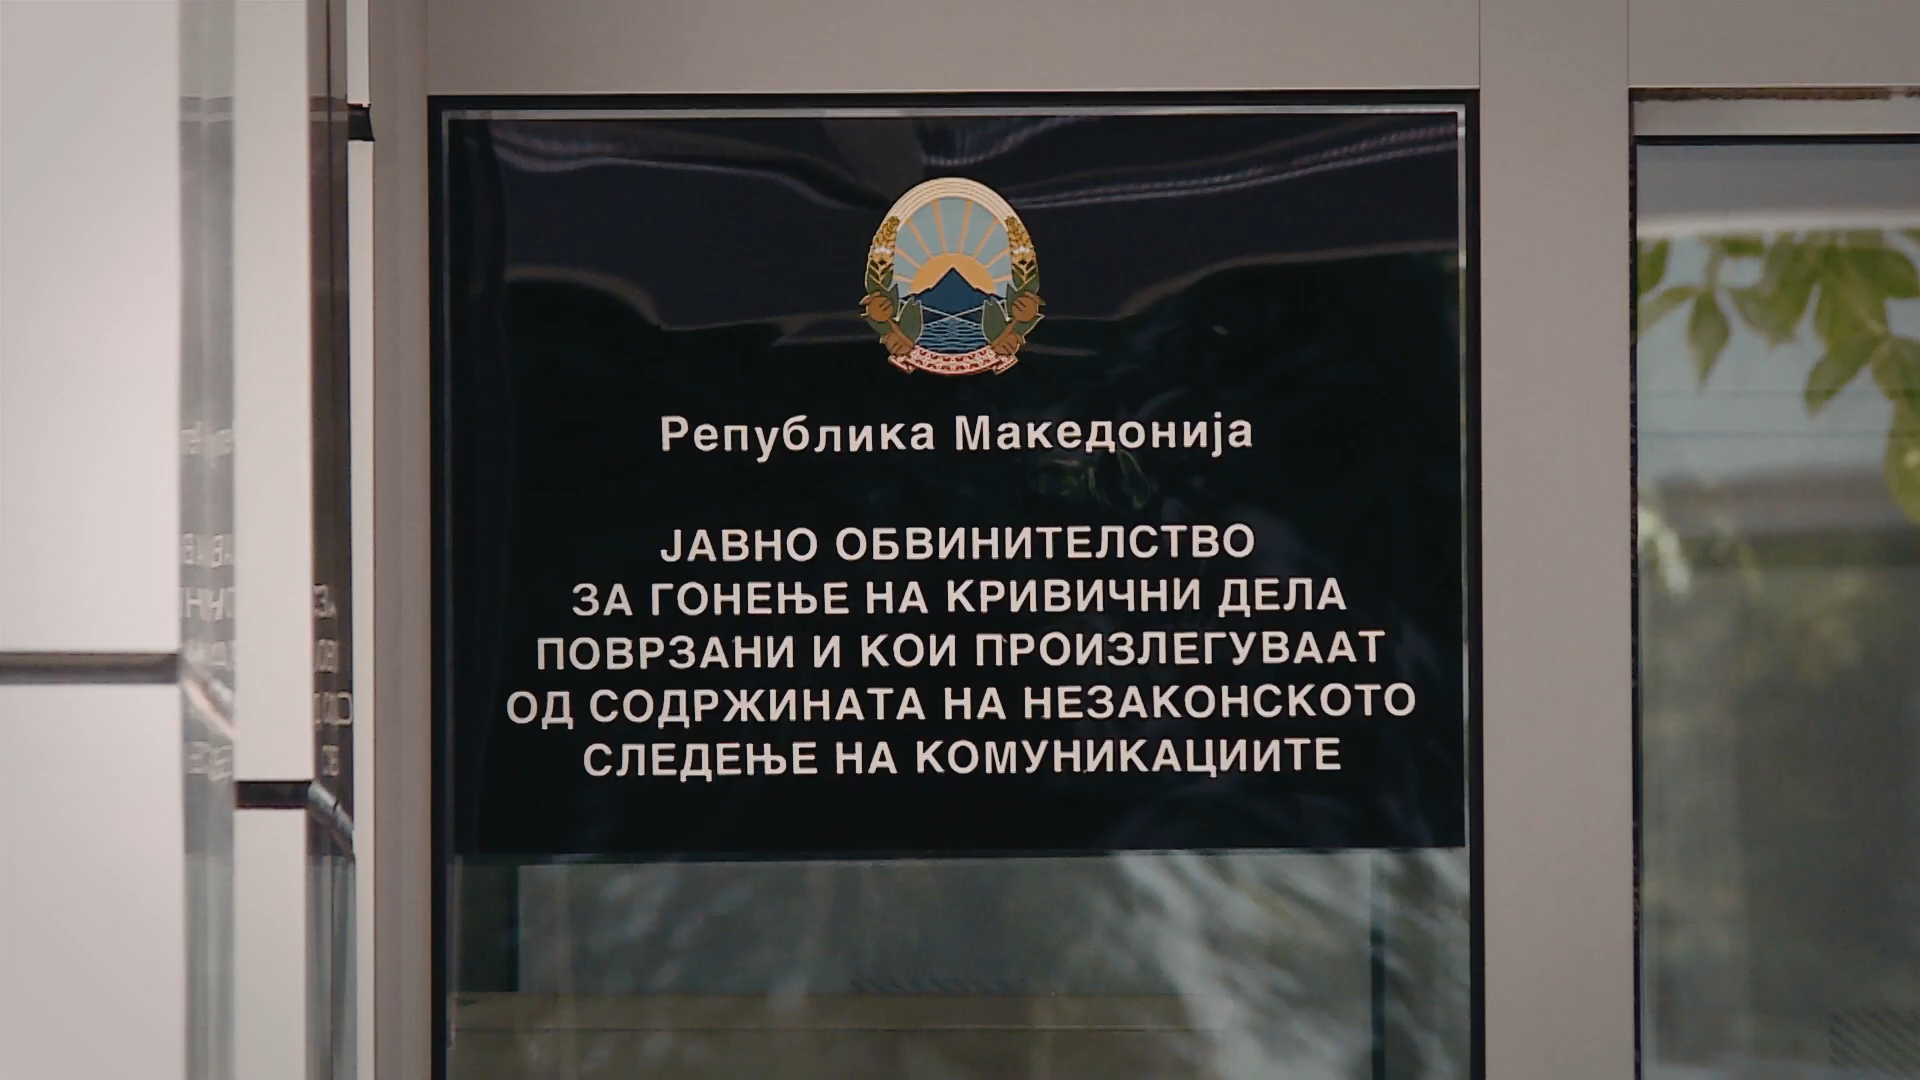 Република Македонија
ЈАВНО ОБВИНИТЕЛСТВО
ЗА ГОНЕЊЕ НА КРИВИЧНИ ДЕЛА
ПОВРЗАНИ И КОИ ПРОИЗЛЕГУВААТ
ОД СОДРЖИНАТА НА НЕЗАКОНСКОТО
СЛЕДЕЊЕ НА КОМУНИКАЦИИТЕ